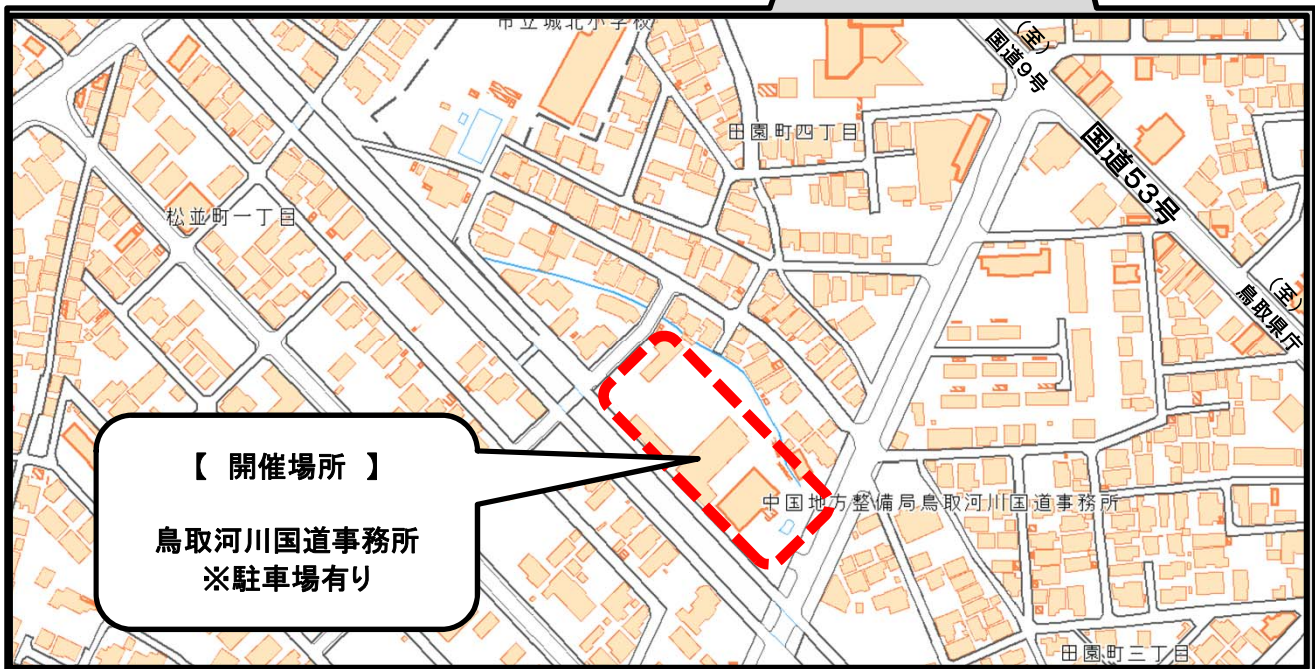 市立城北小学校
（至）
国道9号
国道53号
田園町四丁目
松並町一丁目
（至）
鳥取県庁
【 開催場所 】
鳥取河川国道事務所
※駐車場有り
中国地方整備局鳥取河川国道事務所
田園町三丁目